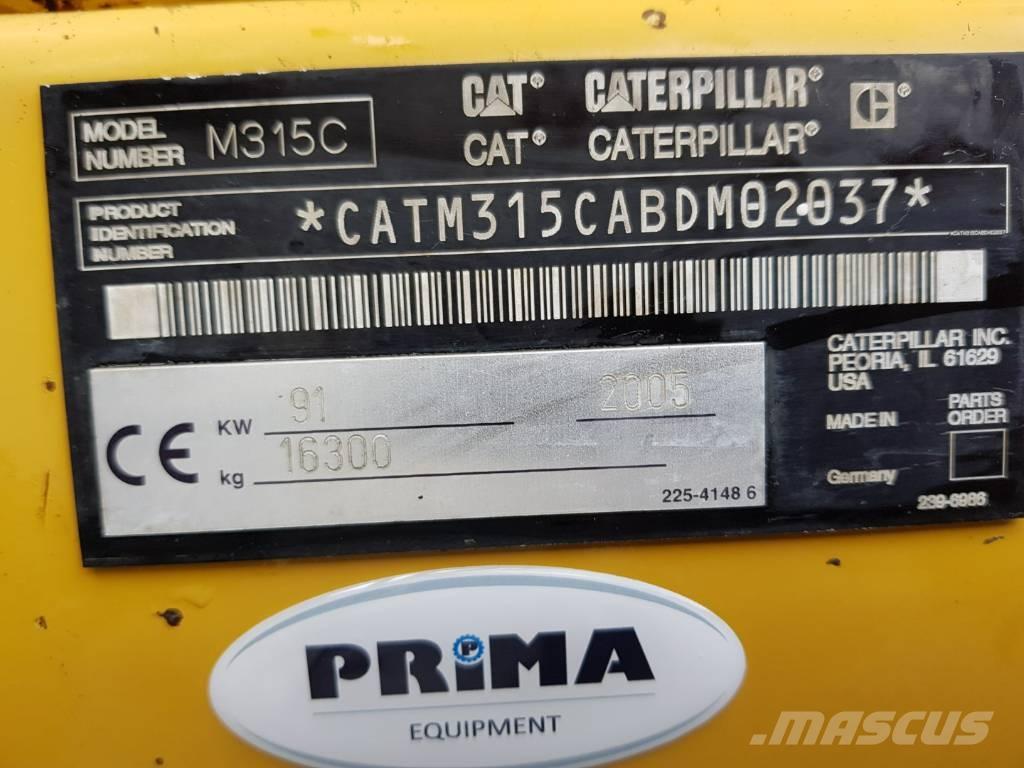 CAT® CATERPILLAR®
MODEL NUMBER M315C
CAT® CATERPILLAR®
PRODUCT IDENTIFICATION NUMBER *CATM315CABDM02037*
CATERPILLAR INC.
PEORIA, IL 61629
USA
CE KW 91 2005
kg 16300
225-4148 6
MADE IN
Germany
PARTS
ORDER
239-6986
PRIMA
EQUIPMENT
MASCUS